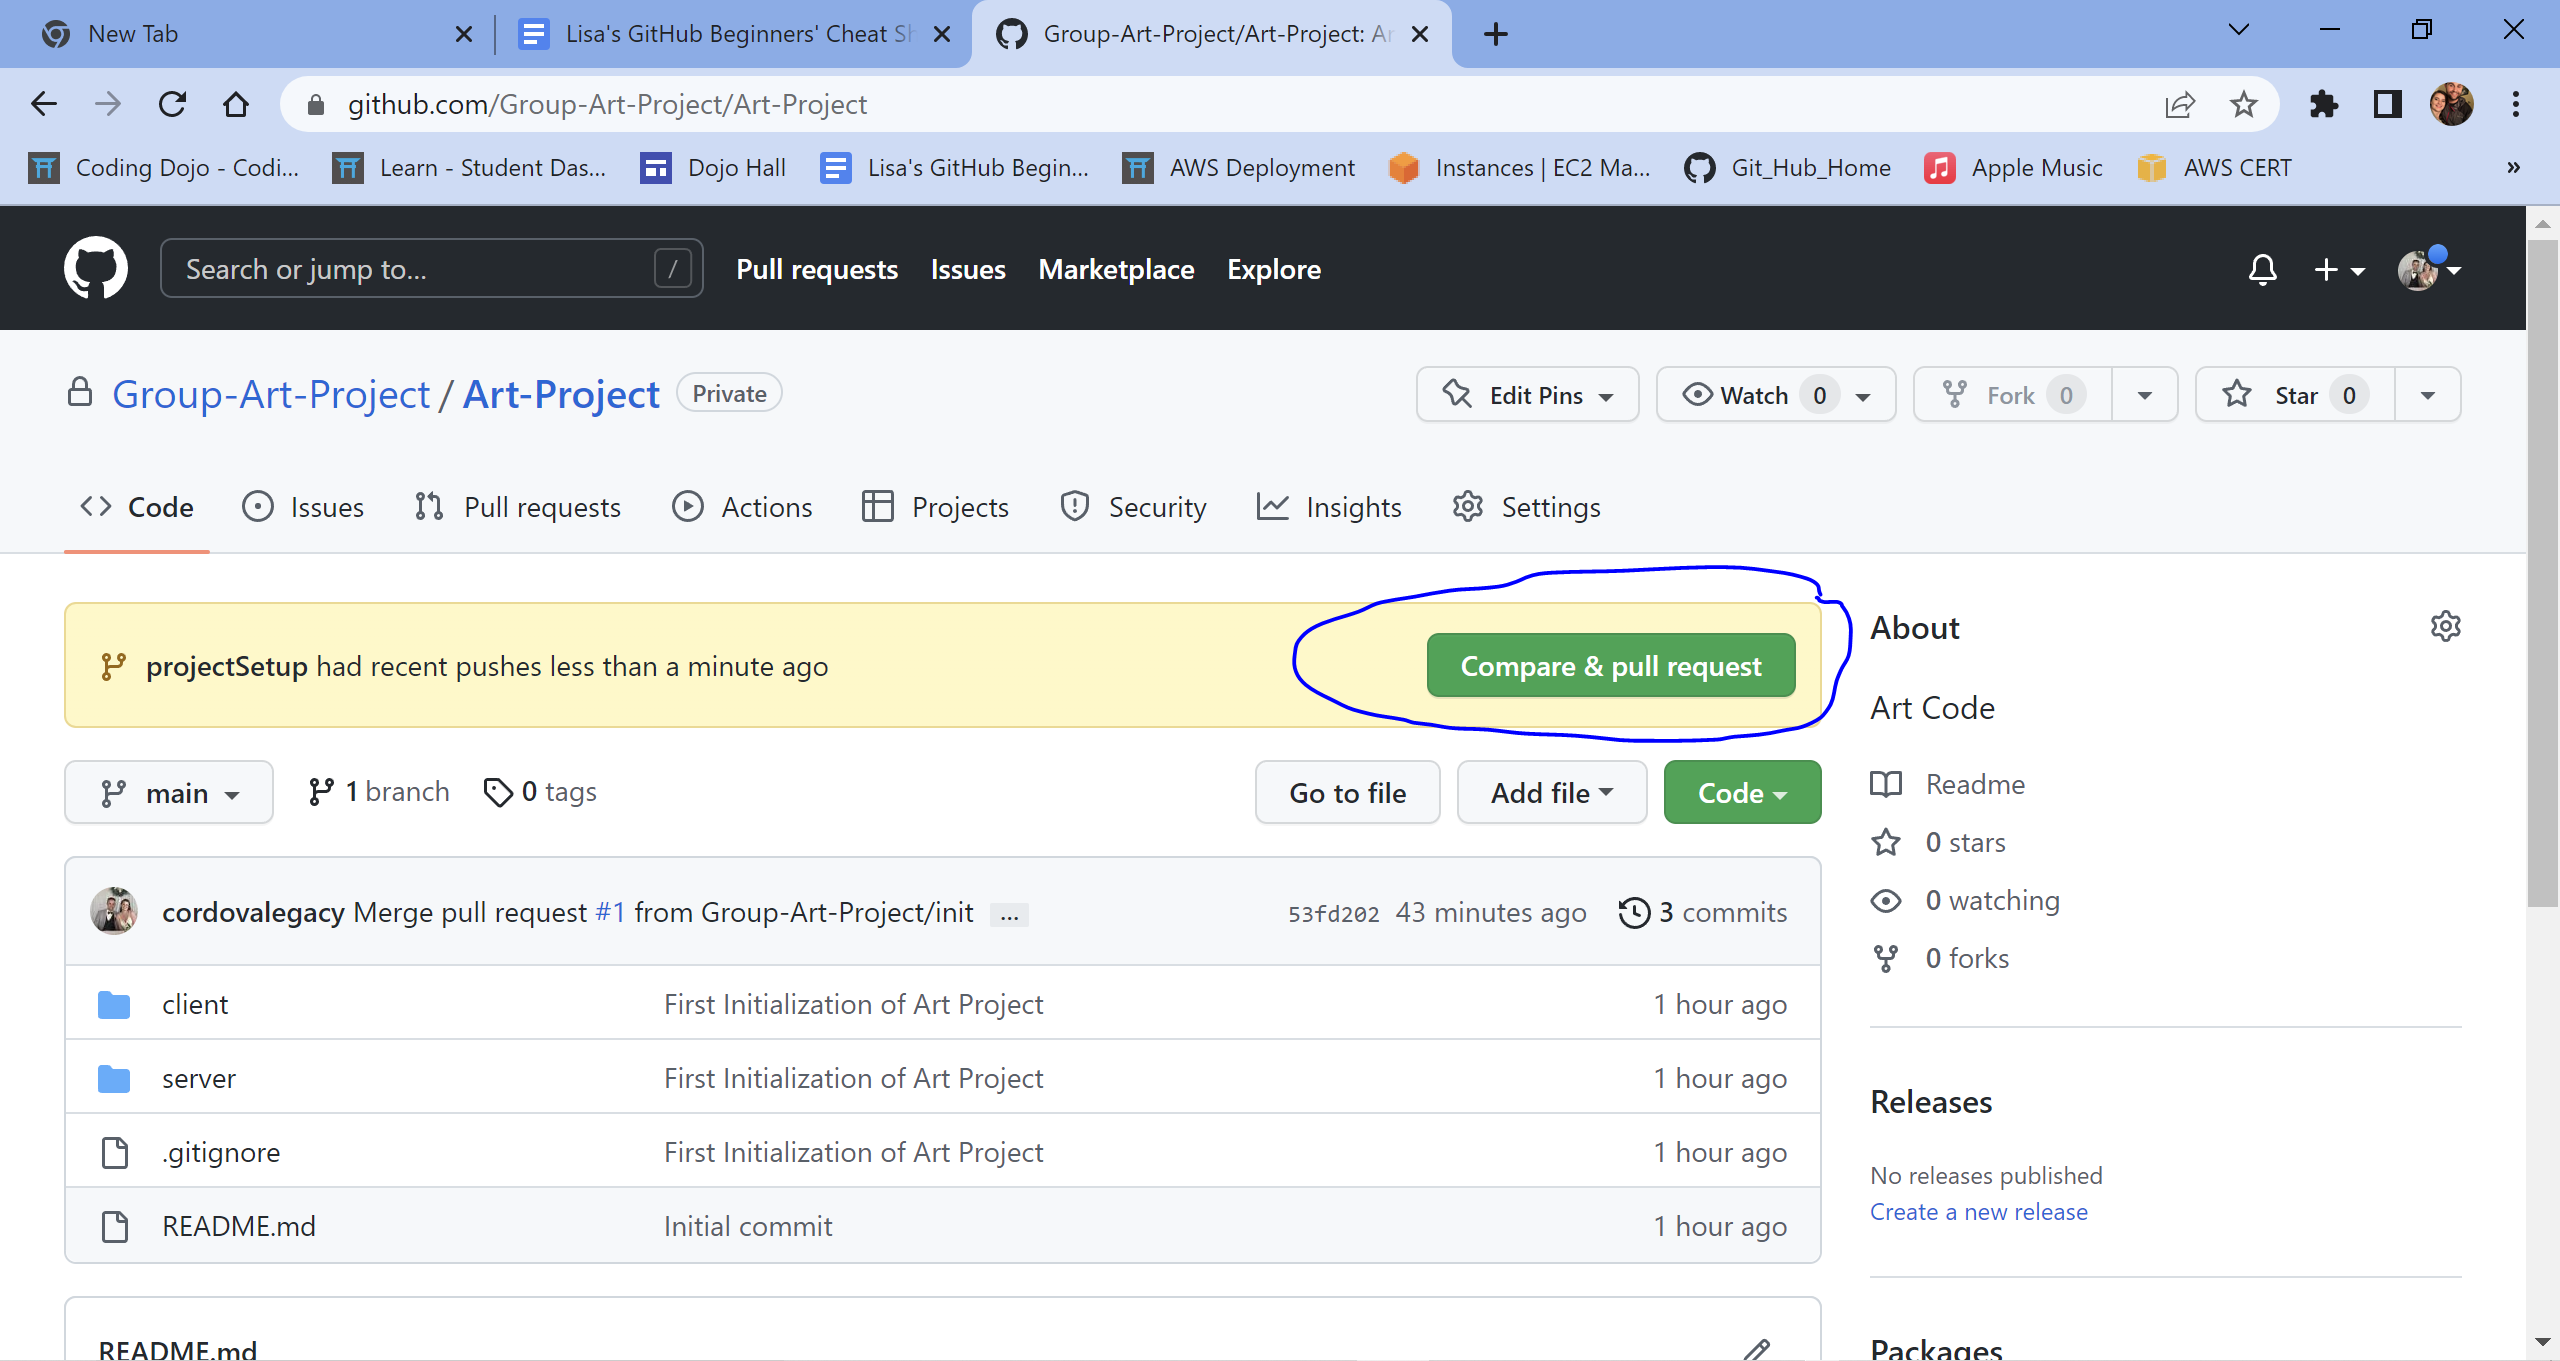 New Tab
Lisa's GitHub Beginners' Cheat Sh
Group-Art-Project/Art-Project: Ar
github.com/Group-Art-Project/Art-Project
Coding Dojo - Codi...
Learn - Student Das...
Dojo Hall
Lisa's GitHub Begin...
AWS Deployment
Instances | EC2 Ma...
Git_Hub_Home
Apple Music
AWS CERT
»
Search or jump to...
/
Pull requests
Issues
Marketplace
Explore
Group-Art-Project / Art-Project
Private
Edit Pins
Watch 0
Fork 0
Star 0
Code
Issues
Pull requests
Actions
Projects
Security
Insights
Settings
projectSetup had recent pushes less than a minute ago
Compare & pull request
main
1 branch
0 tags
Go to file
Add file
Code
cordovalegacy Merge pull request #1 from Group-Art-Project/init ...
53fd202 43 minutes ago
3 commits
client First Initialization of Art Project 1 hour ago
server First Initialization of Art Project 1 hour ago
.gitignore First Initialization of Art Project 1 hour ago
README.md Initial commit 1 hour ago
README.md
About
Art Code
Readme
0 stars
0 watching
0 forks
Releases
No releases published
Create a new release
Packages